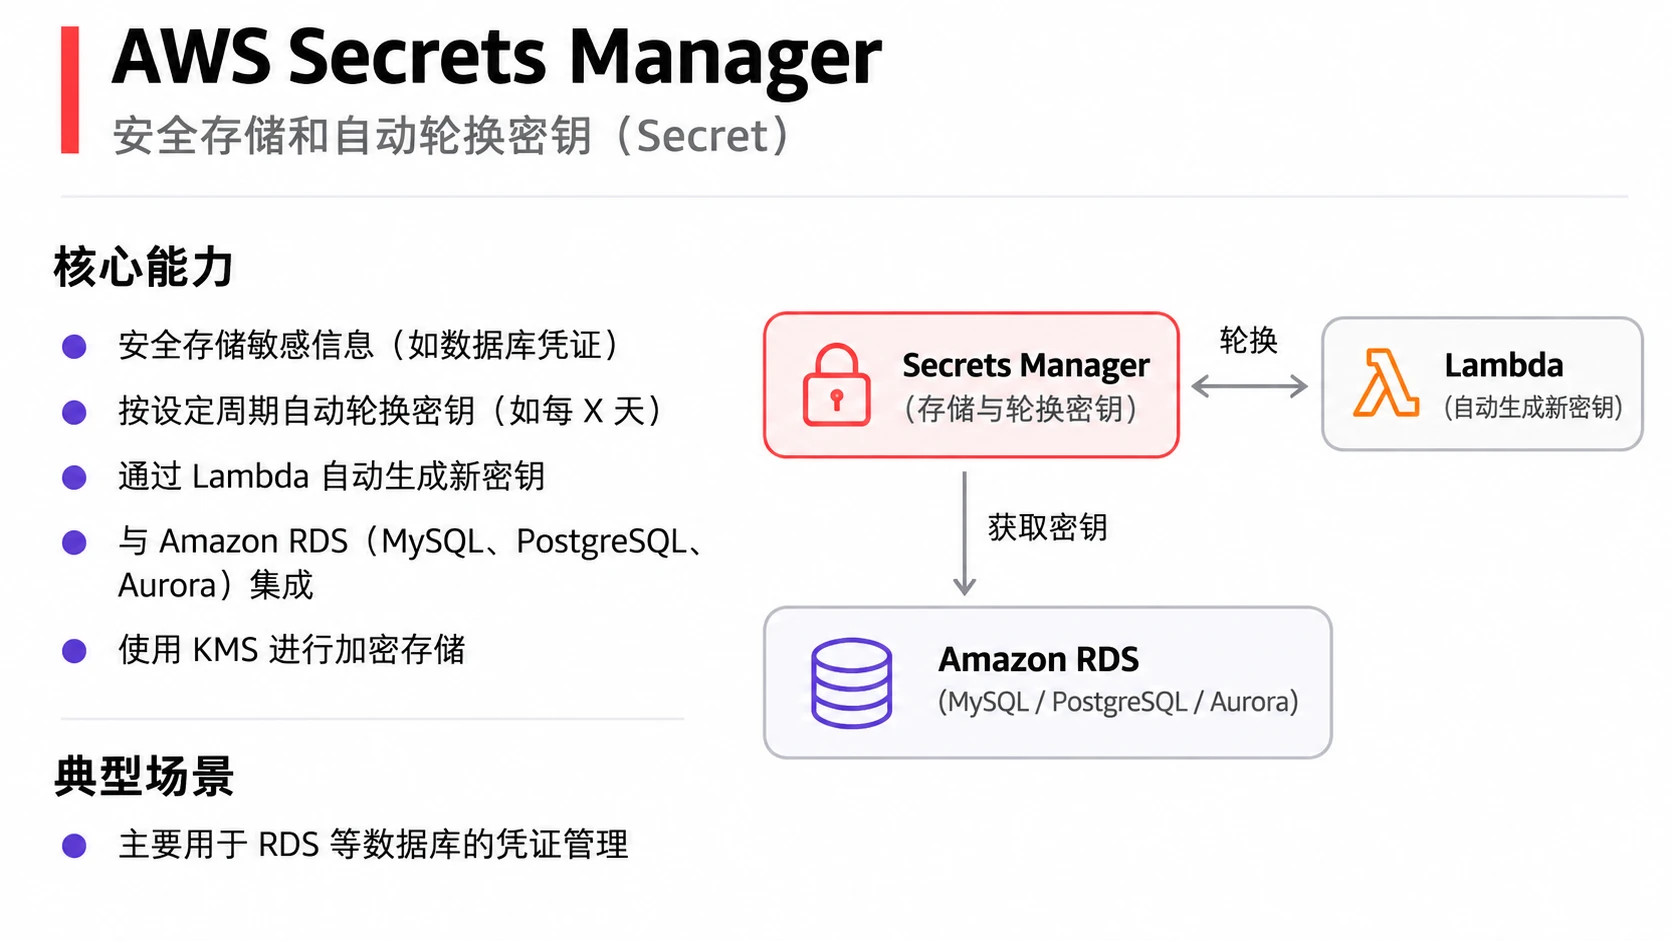 AWS Secrets Manager
安全存储和自动轮换密钥（Secret）
核心能力
安全存储敏感信息（如数据库凭证）
按设定周期自动轮换密钥（如每 X 天）
通过 Lambda 自动生成新密钥
与 Amazon RDS（MySQL、PostgreSQL、
Aurora）集成
使用 KMS 进行加密存储
典型场景
主要用于 RDS 等数据库的凭证管理
Secrets Manager
（存储与轮换密钥）
轮换
Lambda
(自动生成新密钥)
获取密钥
Amazon RDS
(MySQL / PostgreSQL / Aurora)